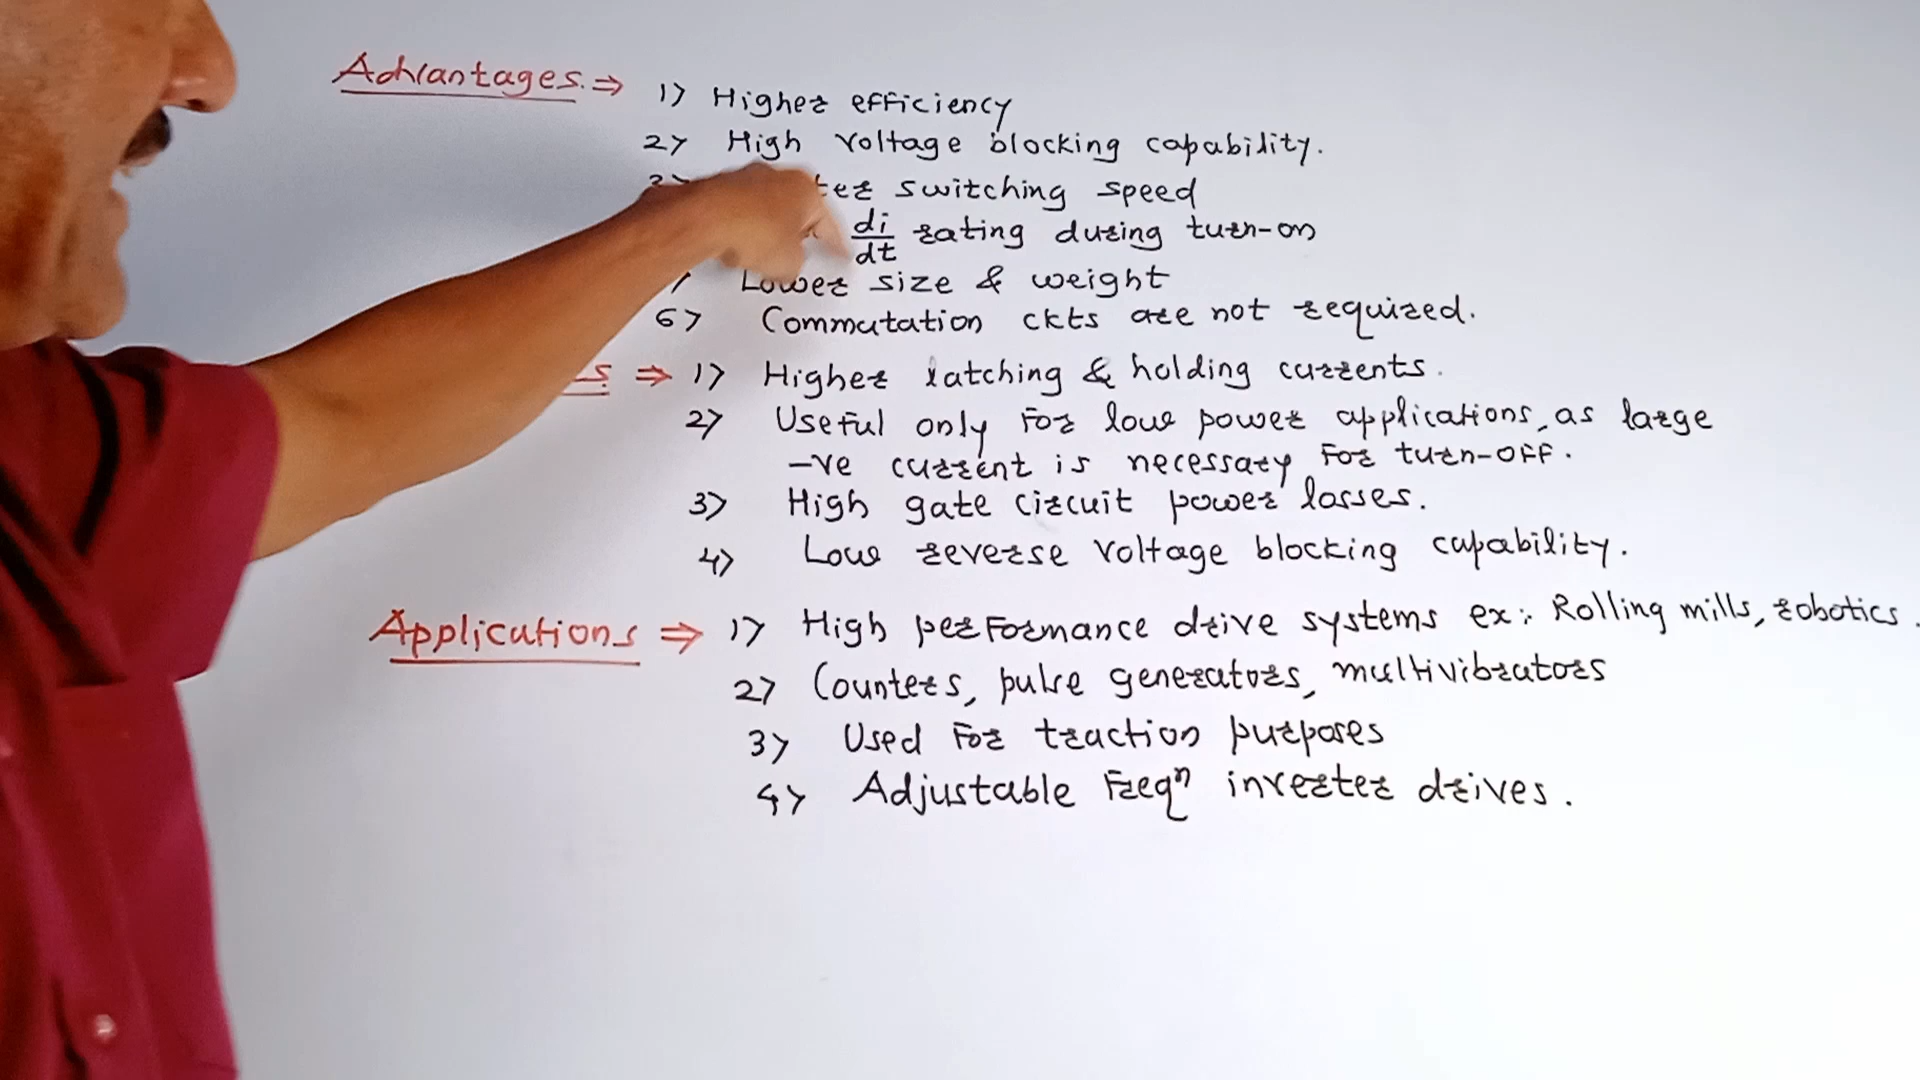 Advantages. ⇒ 1) Higher efficiency
2) High voltage blocking capability.
switching speed
di/dt rating during turn-on
Lower size & weight
6) Commutation ckts are not required.
⇒ 1) Higher latching & holding currents.
2) Useful only for low power applications, as large
-ve current is necessary for turn-off.
3) High gate circuit power losses.
4) Low reverse voltage blocking capability.
Applications ⇒ 1) High performance drive systems ex:- Rolling mills, robotics.
2) Counters, pulse generators, multivibrators
3) Used for traction purposes
4) Adjustable freqn inverter drives.